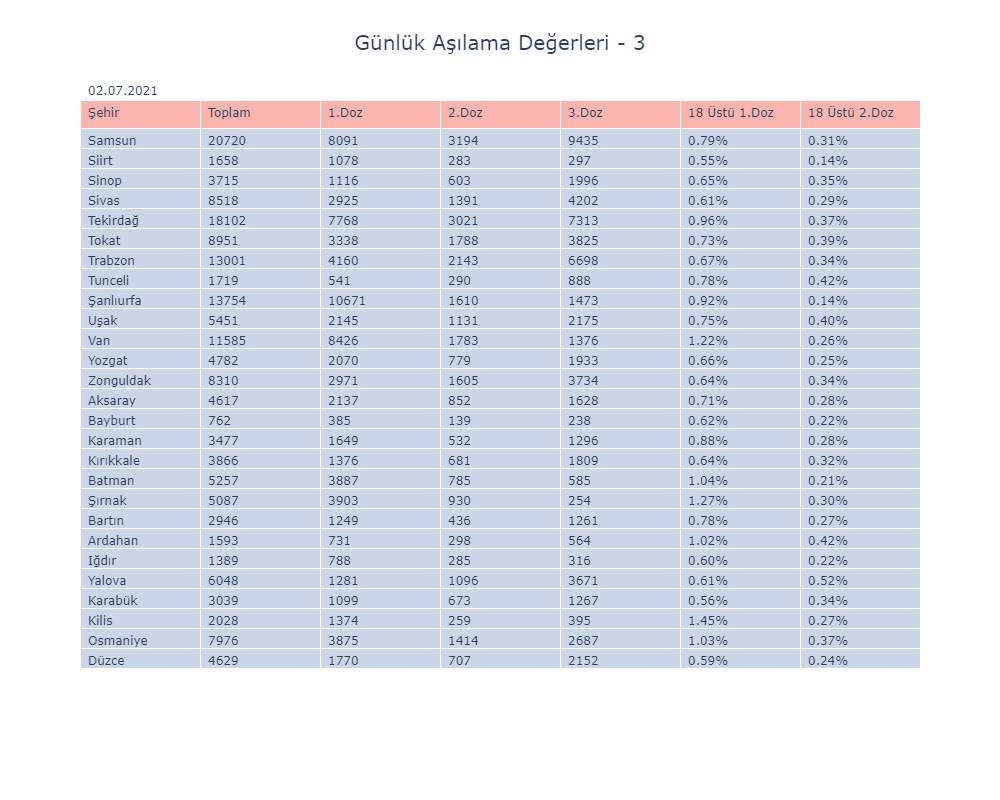 Günlük Aşılama Değerleri - 3
02.07.2021
Şehir Toplam 1.Doz 2.Doz 3.Doz 18 Üstü 1.Doz 18 Üstü 2.Doz
Samsun 20720 8091 3194 9435 0.79% 0.31%
Siirt 1658 1078 283 297 0.55% 0.14%
Sinop 3715 1116 603 1996 0.65% 0.35%
Sivas 8518 2925 1391 4202 0.61% 0.29%
Tekirdağ 18102 7768 3021 7313 0.96% 0.37%
Tokat 8951 3338 1788 3825 0.73% 0.39%
Trabzon 13001 4160 2143 6698 0.67% 0.34%
Tunceli 1719 541 290 888 0.78% 0.42%
Şanlıurfa 13754 10671 1610 1473 0.92% 0.14%
Uşak 5451 2145 1131 2175 0.75% 0.40%
Van 11585 8426 1783 1376 1.22% 0.26%
Yozgat 4782 2070 779 1933 0.66% 0.25%
Zonguldak 8310 2971 1605 3734 0.64% 0.34%
Aksaray 4617 2137 852 1628 0.71% 0.28%
Bayburt 762 385 139 238 0.62% 0.22%
Karaman 3477 1649 532 1296 0.88% 0.28%
Kırıkkale 3866 1376 681 1809 0.64% 0.32%
Batman 5257 3887 785 585 1.04% 0.21%
Şırnak 5087 3903 930 254 1.27% 0.30%
Bartın 2946 1249 436 1261 0.78% 0.27%
Ardahan 1593 731 298 564 1.02% 0.42%
Iğdır 1389 788 285 316 0.60% 0.22%
Yalova 6048 1281 1096 3671 0.61% 0.52%
Karabük 3039 1099 673 1267 0.56% 0.34%
Kilis 2028 1374 259 395 1.45% 0.27%
Osmaniye 7976 3875 1414 2687 1.03% 0.37%
Düzce 4629 1770 707 2152 0.59% 0.24%